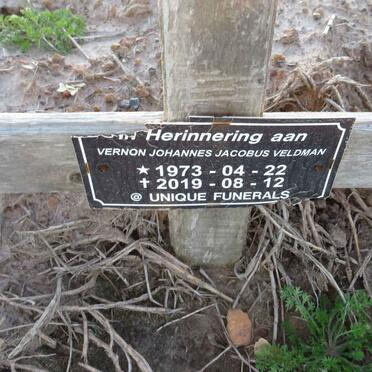 Herinnering aan
VERNON JOHANNES JACOBUS VELDMAN
★ 1973 - 04 - 22
✝ 2019 - 08 - 12
@ UNIQUE FUNERALS